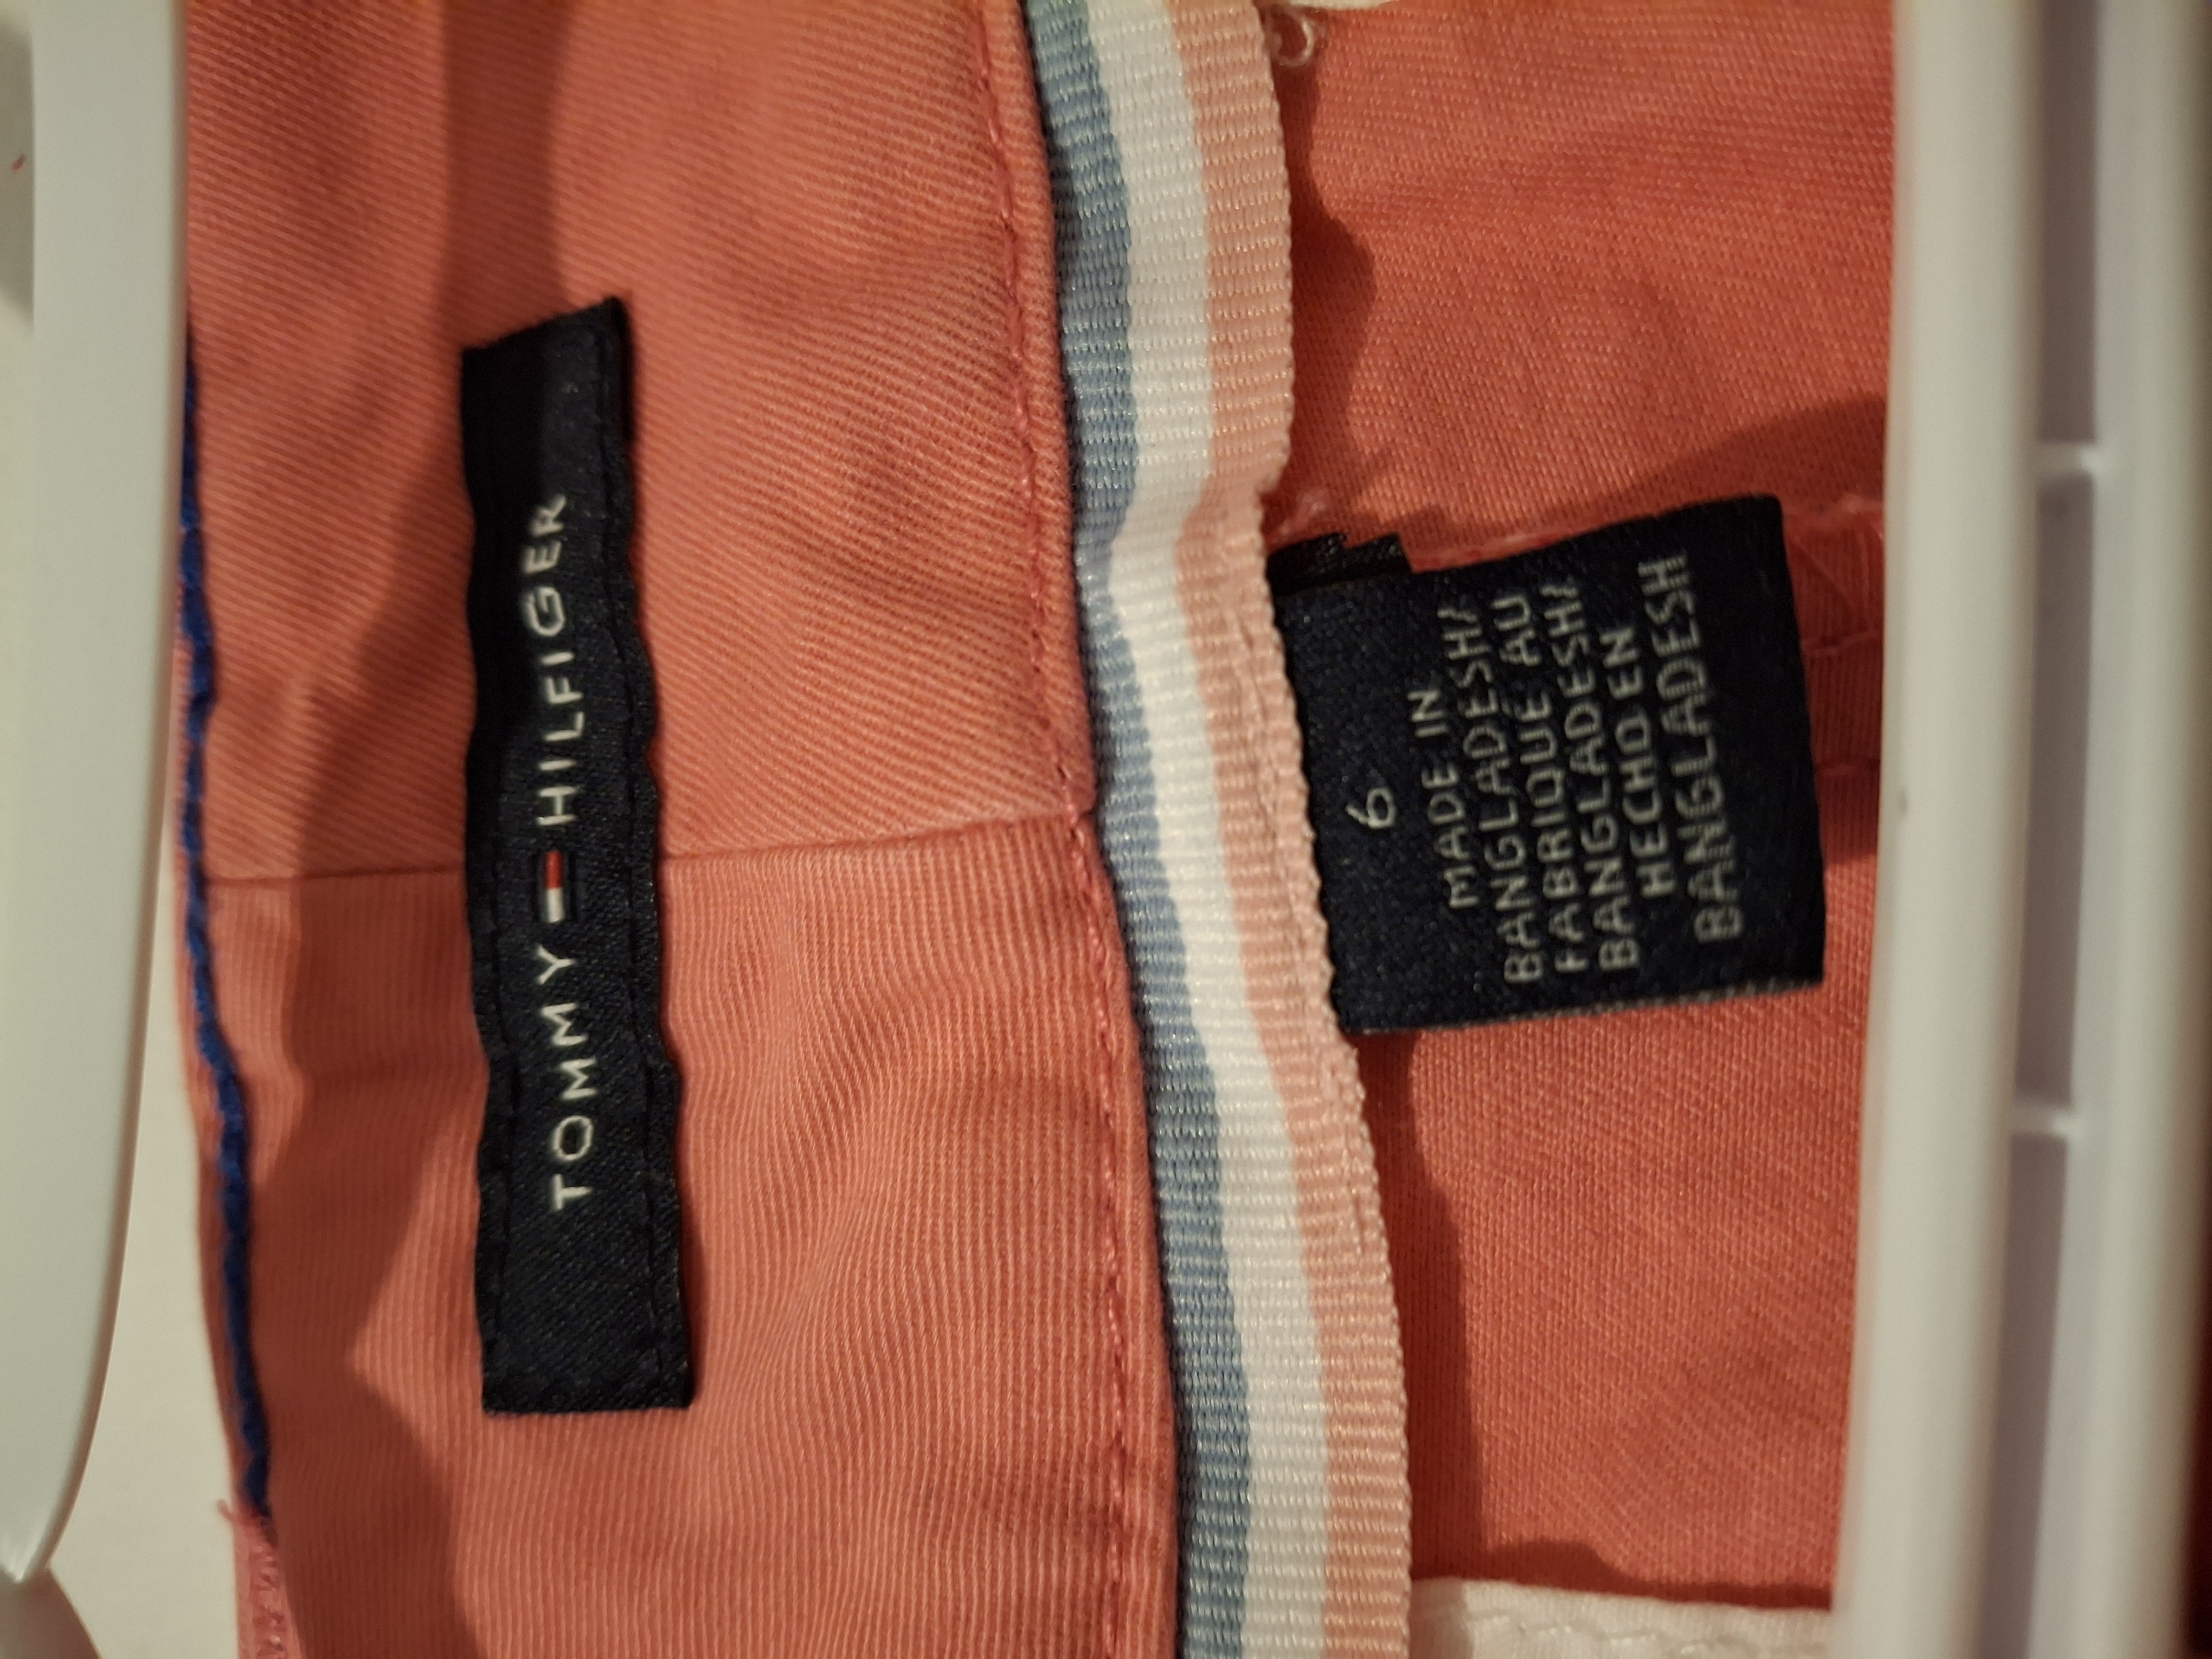 TOMMY HILFIGER
6
MADE IN
BANGLADESH/
FABRIQUE AU
BANGLADESH/
HECHO EN
BANGLADESH